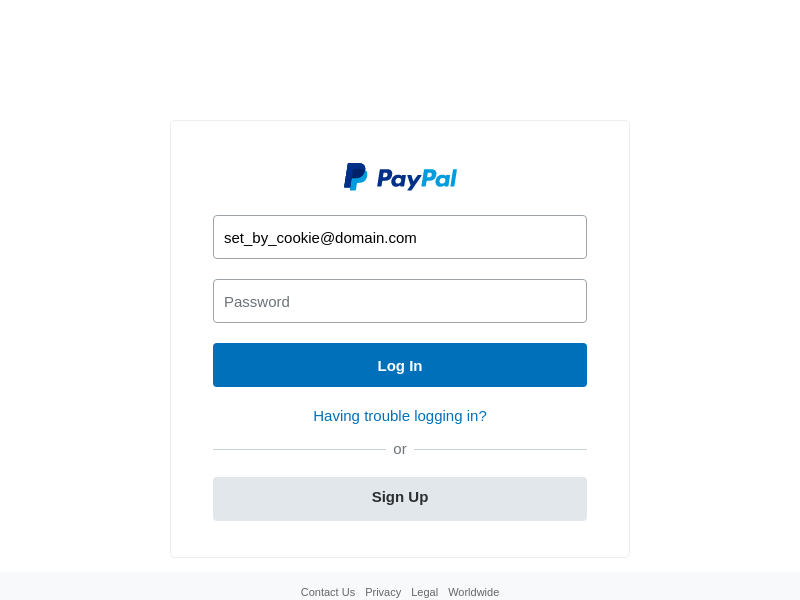 PayPal
set_by_cookie@domain.com
Password
Log In
Having trouble logging in?
or
Sign Up
Contact Us Privacy Legal Worldwide